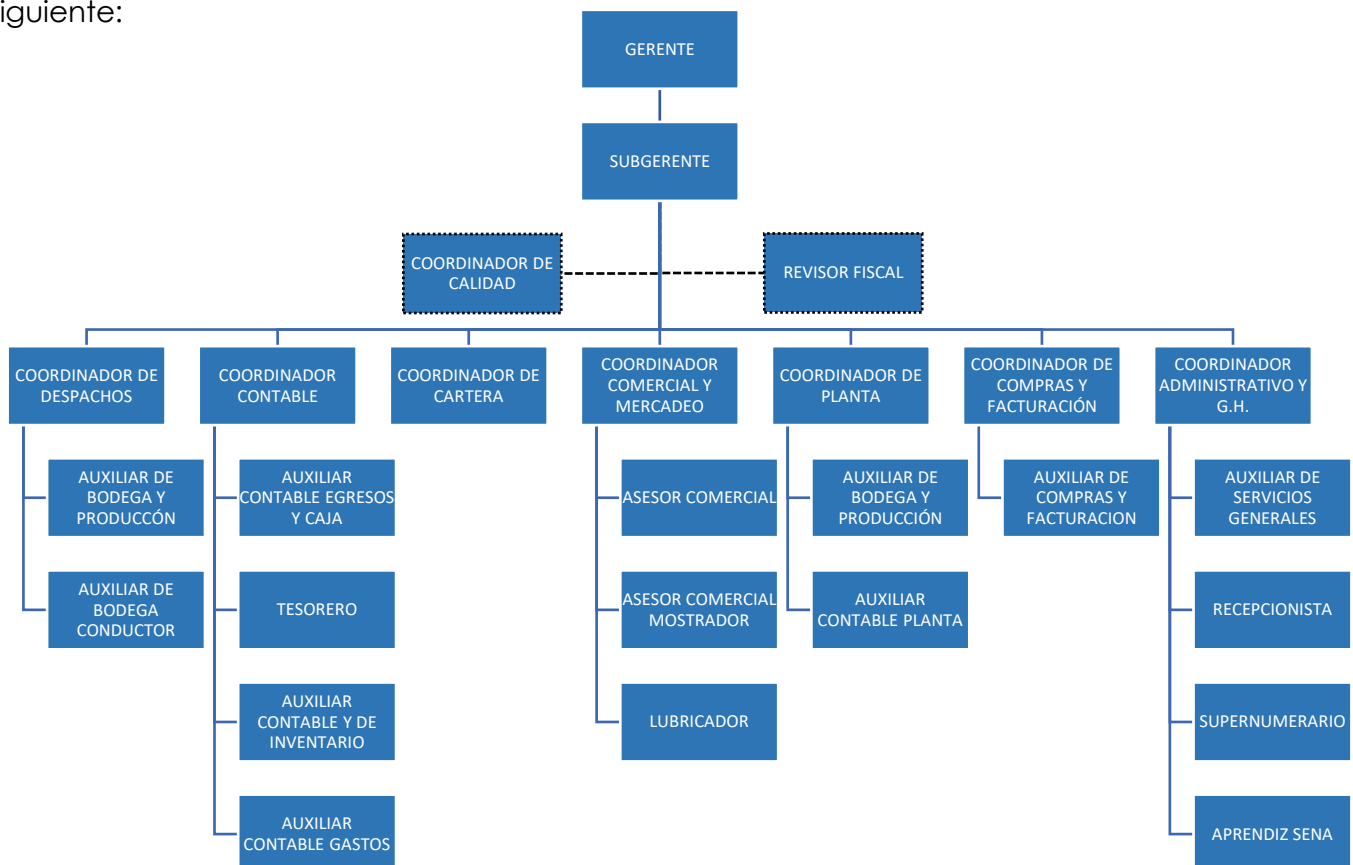 iguiente:
GERENTE
SUBGERENTE
COORDINADOR DE
CALIDAD
REVISOR FISCAL
COORDINADOR DE
DESPACHOS
COORDINADOR
CONTABLE
COORDINADOR DE
CARTERA
COORDINADOR
COMERCIAL Y
MERCADEO
COORDINADOR DE
PLANTA
COORDINADOR DE
COMPRAS Y
FACTURACIÓN
COORDINADOR
ADMINISTRATIVO Y
G.H.
AUXILIAR DE
BODEGA Y
PRODUCCÓN
AUXILIAR
CONTABLE EGRESOS
Y CAJA
ASESOR COMERCIAL
AUXILIAR DE
BODEGA Y
PRODUCCIÓN
AUXILIAR DE
COMPRAS Y
FACTURACION
AUXILIAR DE
SERVICIOS
GENERALES
AUXILIAR DE
BODEGA
CONDUCTOR
TESORERO
ASESOR COMERCIAL
MOSTRADOR
AUXILIAR
CONTABLE PLANTA
RECEPCIONISTA
AUXILIAR
CONTABLE Y DE
INVENTARIO
LUBRICADOR
SUPERNUMERARIO
AUXILIAR
CONTABLE GASTOS
APRENDIZ SENA